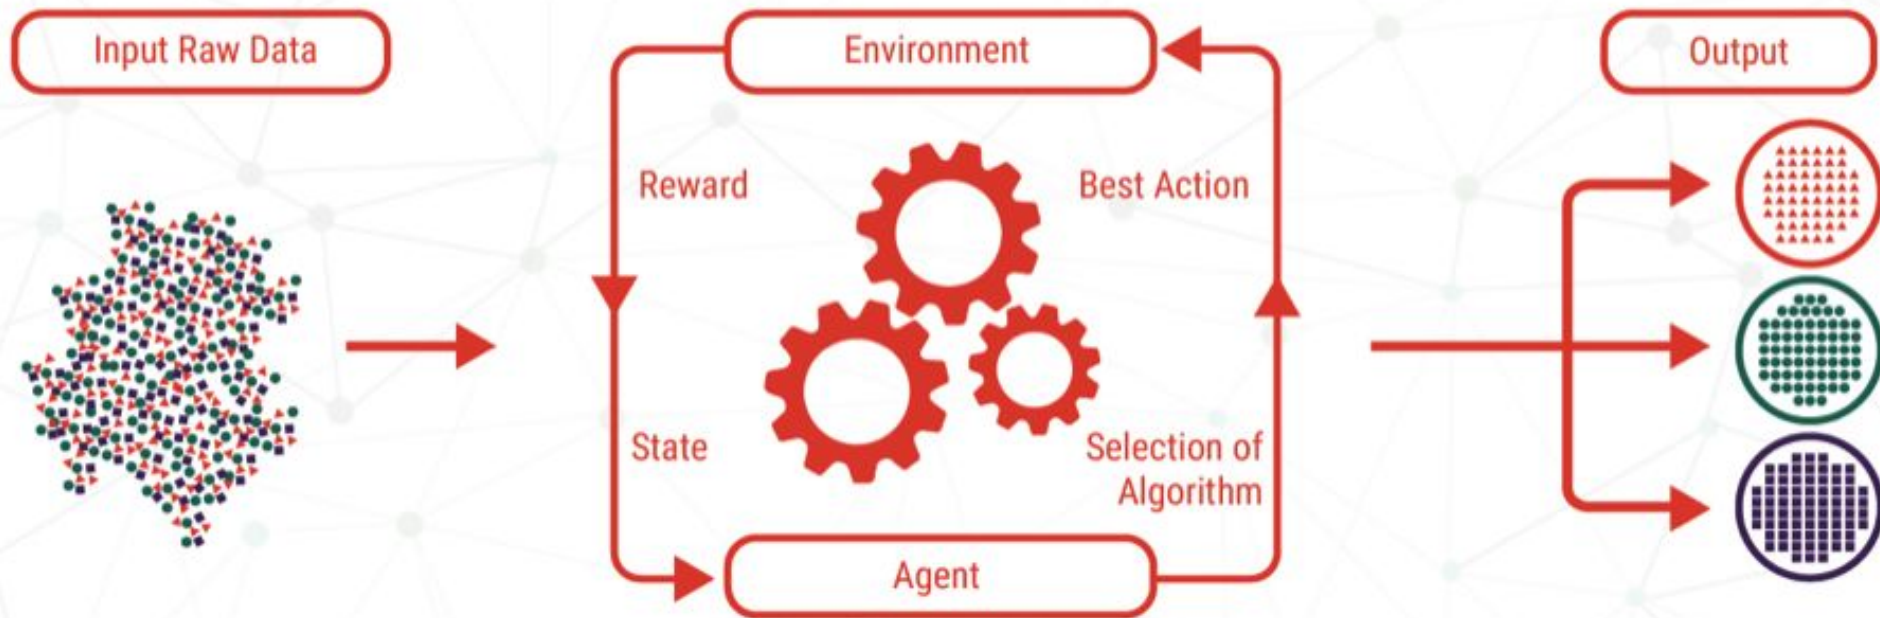 Input Raw Data
Environment
Output
Reward
Best Action
State
Selection of
Algorithm
Agent